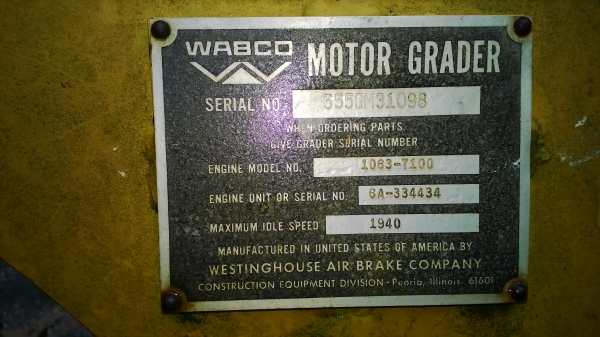 WABCO MOTOR GRADER
SERIAL NO. 555GM31098
WHEN ORDERING PARTS
GIVE GRADER SERIAL NUMBER
ENGINE MODEL NO. 1063-7100
ENGINE UNIT OR SERIAL NO. 6A-334434
MAXIMUM IDLE SPEED 1940
MANUFACTURED IN UNITED STATES OF AMERICA BY
WESTINGHOUSE AIR BRAKE COMPANY
CONSTRUCTION EQUIPMENT DIVISION • Peoria, Illinois 61601